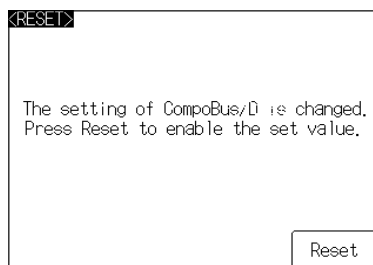 <RESET>
The setting of CompoBus/D is changed.
Press Reset to enable the set value.
Reset